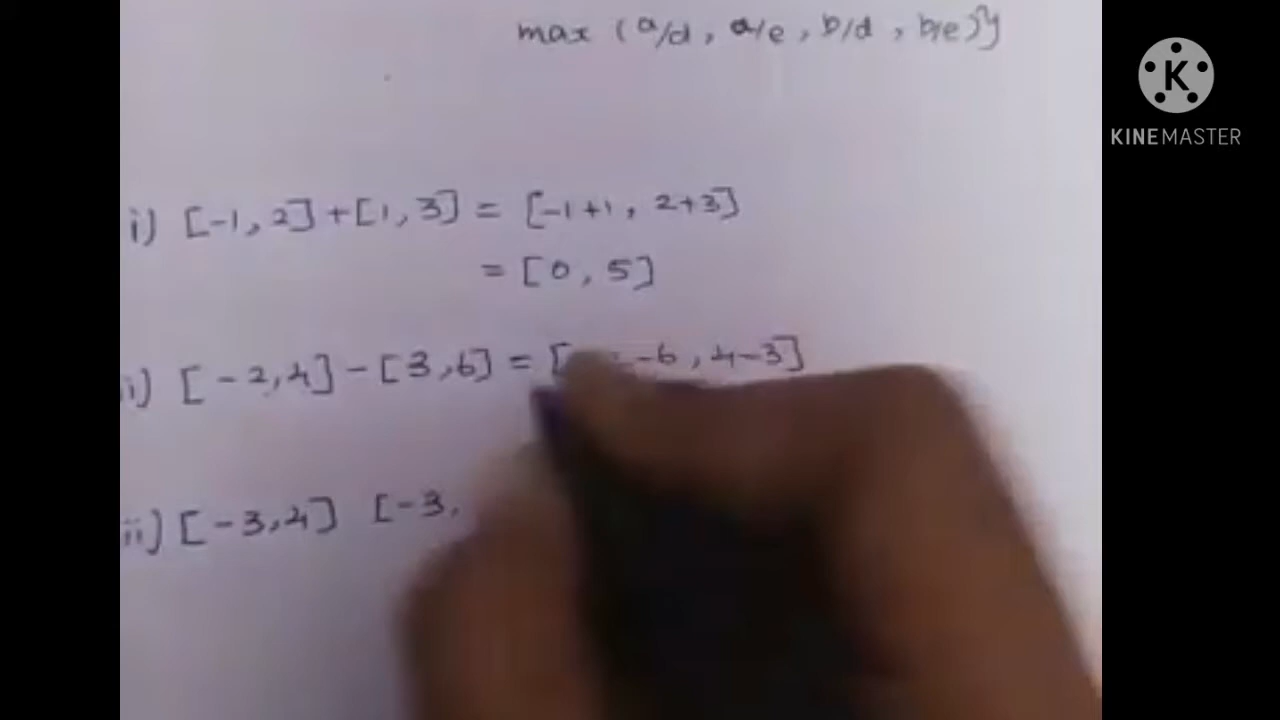 max (a/d, a/e, b/d, b/e)}
i) [-1, 2] + [1, 3] = [-1+1, 2+3]
= [0, 5]
ii) [-2, 4] - [3, 6] = [ -6, 4-3]
iii) [-3, 4] [-3,
KINEMASTER